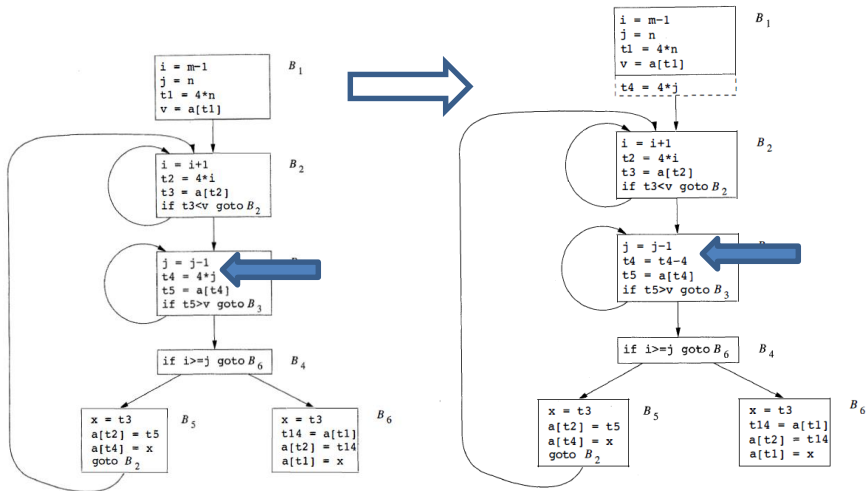 i = m-1
j = n
t1 = 4*n
v = a[t1]
B1
i = i+1
t2 = 4*i
t3 = a[t2]
if t3<v goto B2
B2
j = j-1
t4 = 4*j
t5 = a[t4]
if t5>v goto B3
if i>=j goto B6
B4
x = t3
a[t2] = t5
a[t4] = x
goto B2
B5
x = t3
t14 = a[t1]
a[t2] = t14
a[t1] = x
B6
i = m-1
j = n
t1 = 4*n
v = a[t1]
t4 = 4*j
B1
i = i+1
t2 = 4*i
t3 = a[t2]
if t3<v goto B2
B2
j = j-1
t4 = t4-4
t5 = a[t4]
if t5>v goto B3
if i>=j goto B6
B4
x = t3
a[t2] = t5
a[t4] = x
goto B2
B5
x = t3
t14 = a[t1]
a[t2] = t14
a[t1] = x
B6